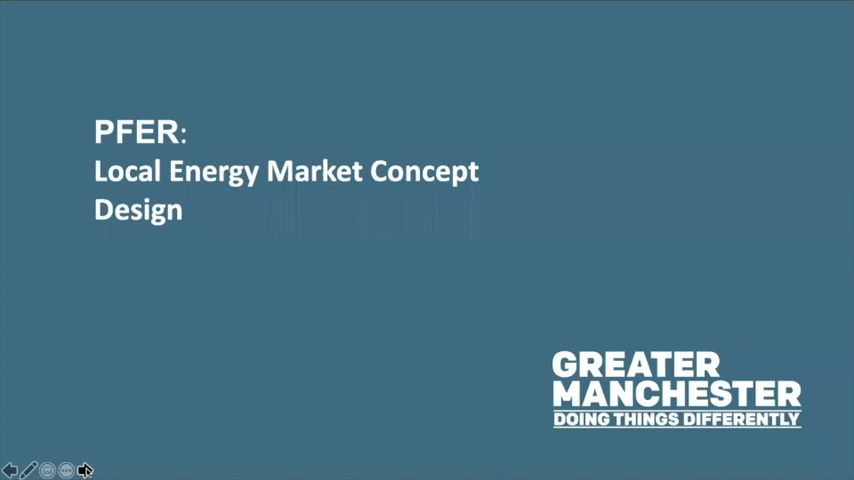 PFER:
Local Energy Market Concept
Design
GREATER
MANCHESTER
DOING THINGS DIFFERENTLY